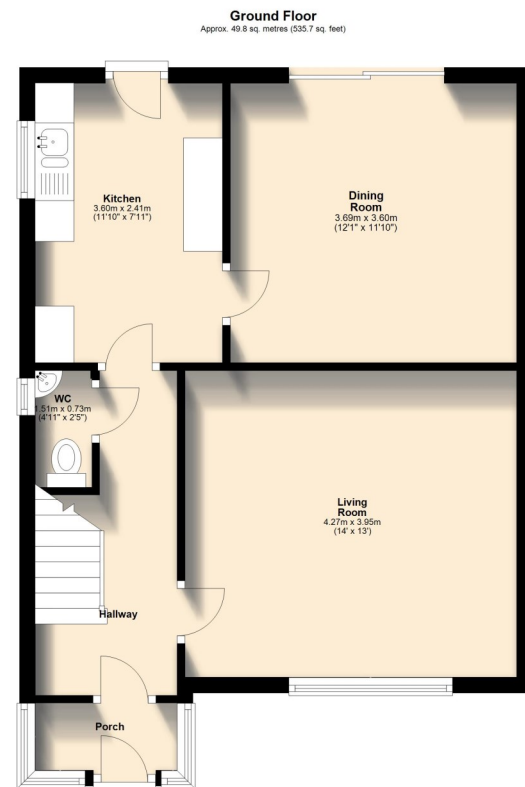 Ground Floor
Approx. 49.8 sq. metres (535.7 sq. feet)
Kitchen
3.60m x 2.41m
(11'10" x 7'11")
Dining
Room
3.69m x 3.60m
(12'1" x 11'10")
WC
1.51m x 0.73m
(4'11" x 2'5")
Living
Room
4.27m x 3.95m
(14' x 13')
Hallway
Porch